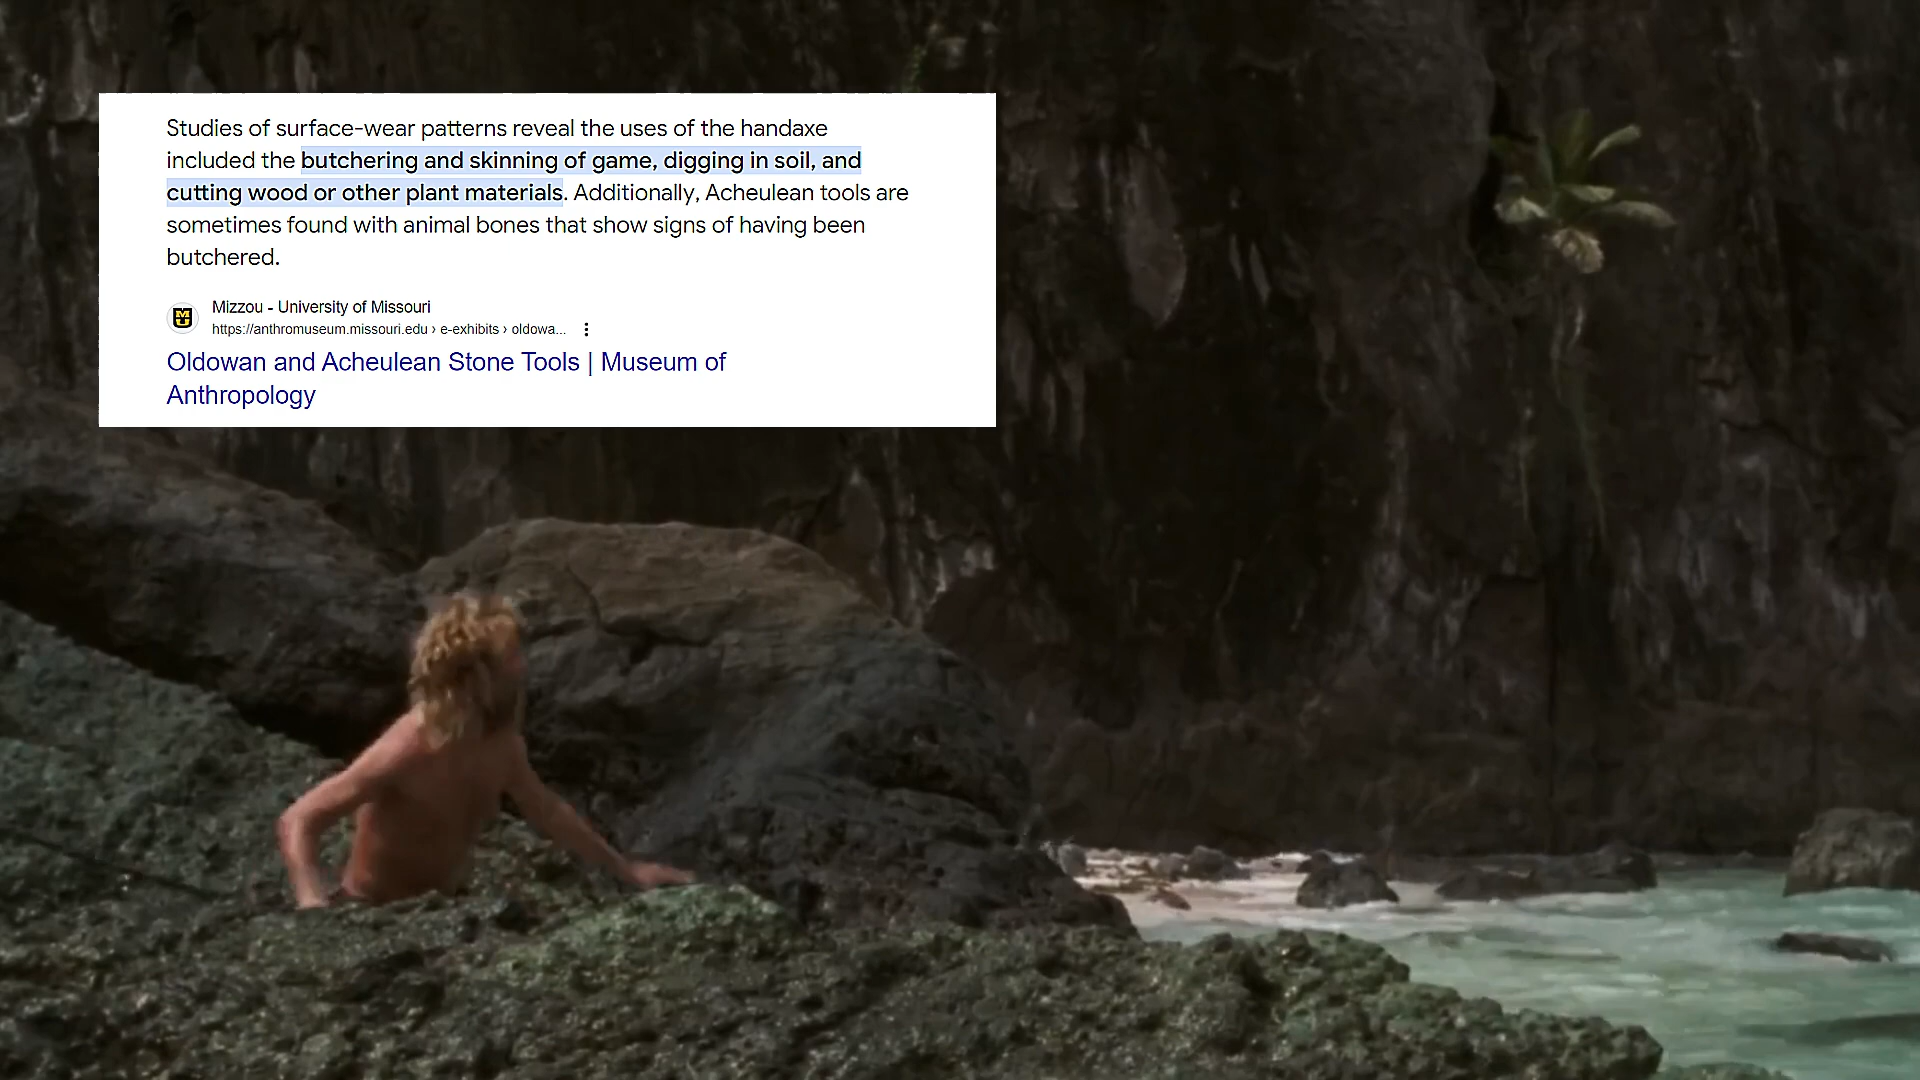 Studies of surface-wear patterns reveal the uses of the handaxe
included the butchering and skinning of game, digging in soil, and
cutting wood or other plant materials. Additionally, Acheulean tools are
sometimes found with animal bones that show signs of having been
butchered.
Mizzou - University of Missouri
https://anthromuseum.missouri.edu › e-exhibits › oldowa...
Oldowan and Acheulean Stone Tools | Museum of
Anthropology